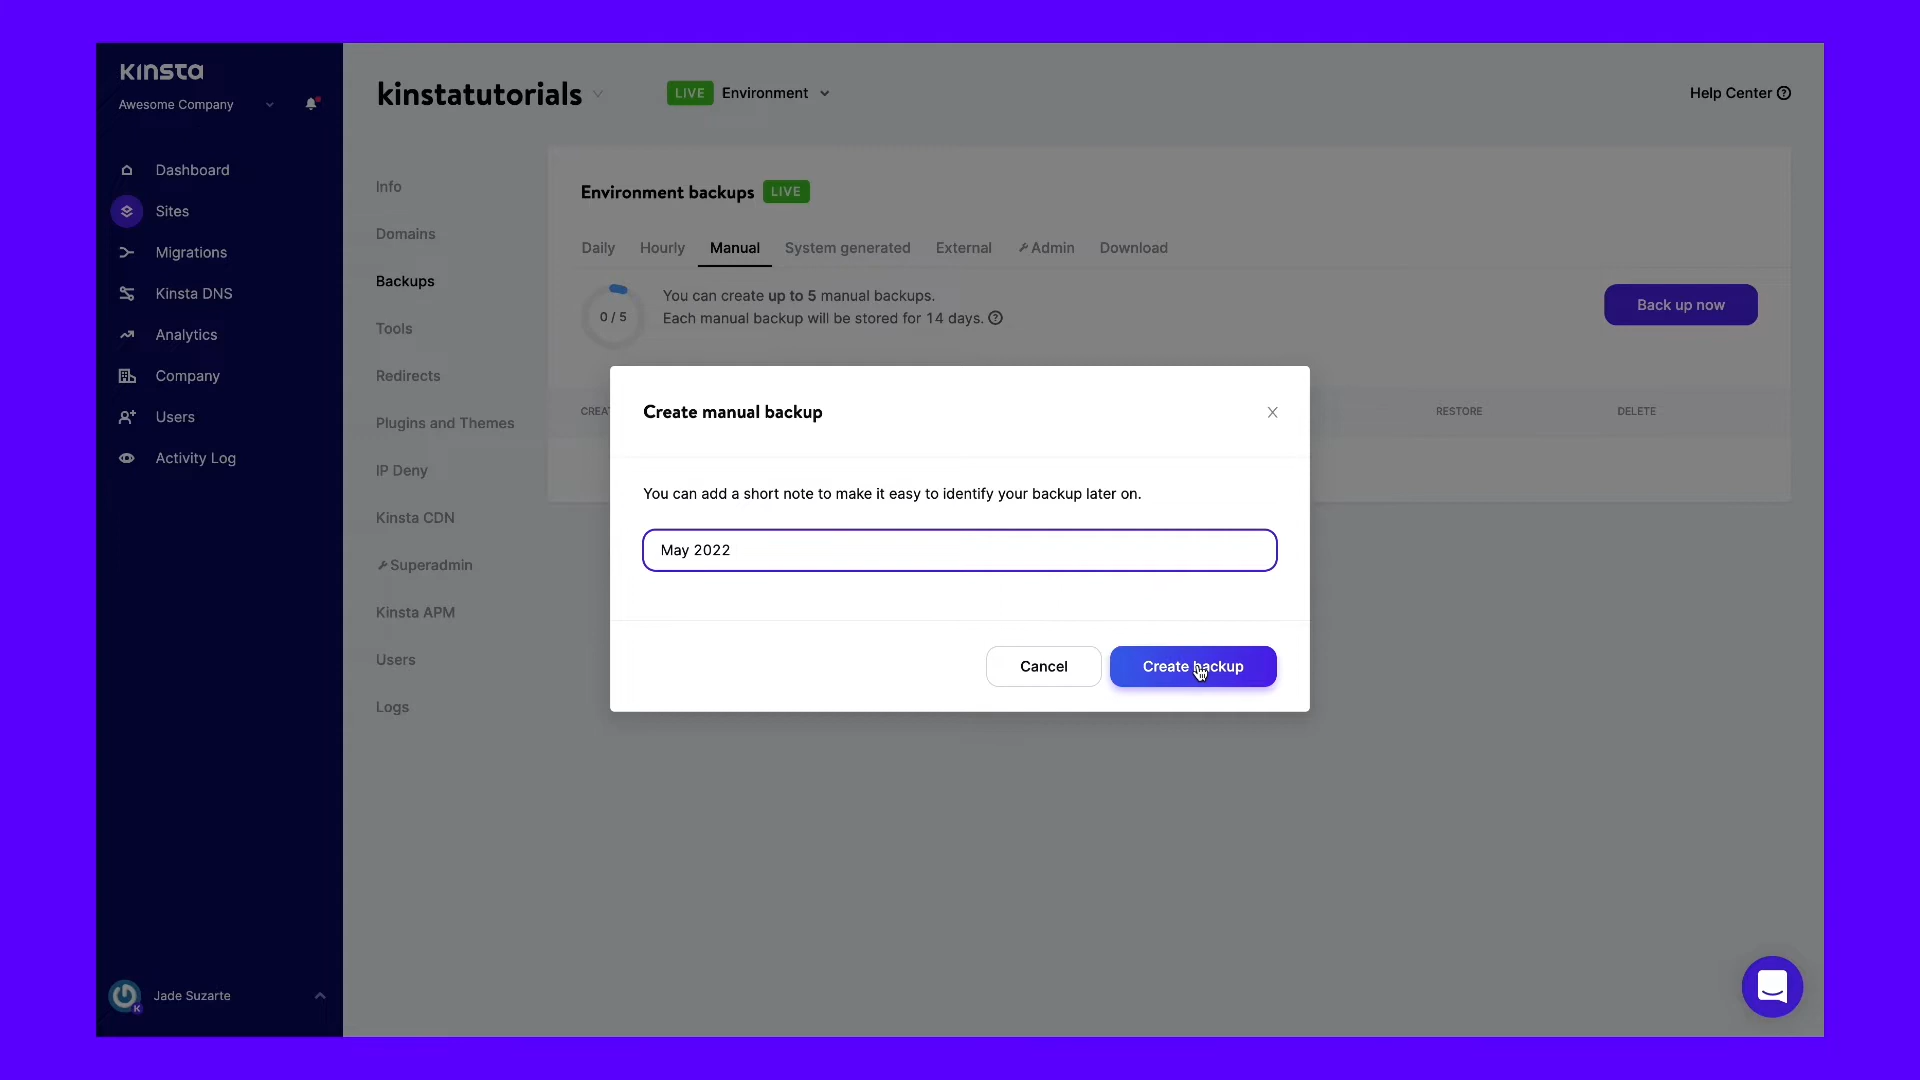 Kinsta
Awesome Company
Dashboard
Sites
Migrations
Kinsta DNS
Analytics
Company
Users
Activity Log
Jade Suzarte
K
kinstatutorials
LIVE Environment
Help Center
Info
Domains
Backups
Tools
Redirects
Plugins and Themes
IP Deny
Kinsta CDN
Superadmin
Kinsta APM
Users
Logs
Environment backups LIVE
Daily Hourly Manual System generated External Admin Download
0 / 5
You can create up to 5 manual backups.
Each manual backup will be stored for 14 days.
Back up now
RESTORE DELETE
Create manual backup
You can add a short note to make it easy to identify your backup later on.
May 2022
Cancel Create backup